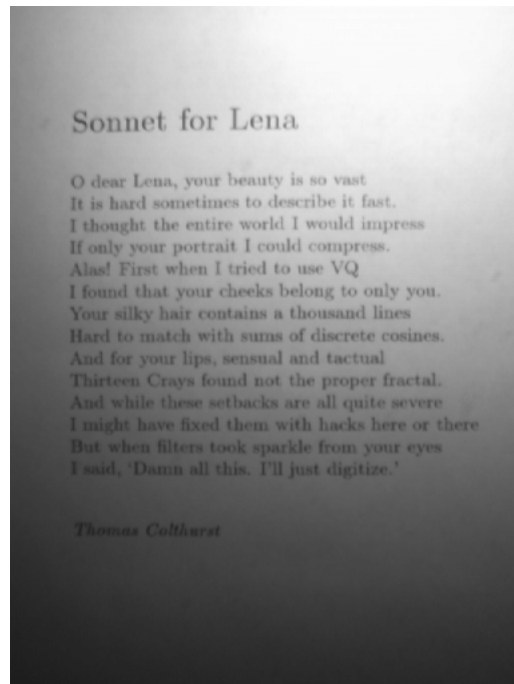 Sonnet for Lena
O dear Lena, your beauty is so vast
It is hard sometimes to describe it fast.
I thought the entire world I would impress
If only your portrait I could compress.
Alas! First when I tried to use VQ
I found that your cheeks belong to only you.
Your silky hair contains a thousand lines
Hard to match with sums of discrete cosines.
And for your lips, sensual and tactual
Thirteen Crays found not the proper fractal.
And while these setbacks are all quite severe
I might have fixed them with hacks here or there
But when filters took sparkle from your eyes
I said, 'Damn all this. I'll just digitize.'
Thomas Colthurst